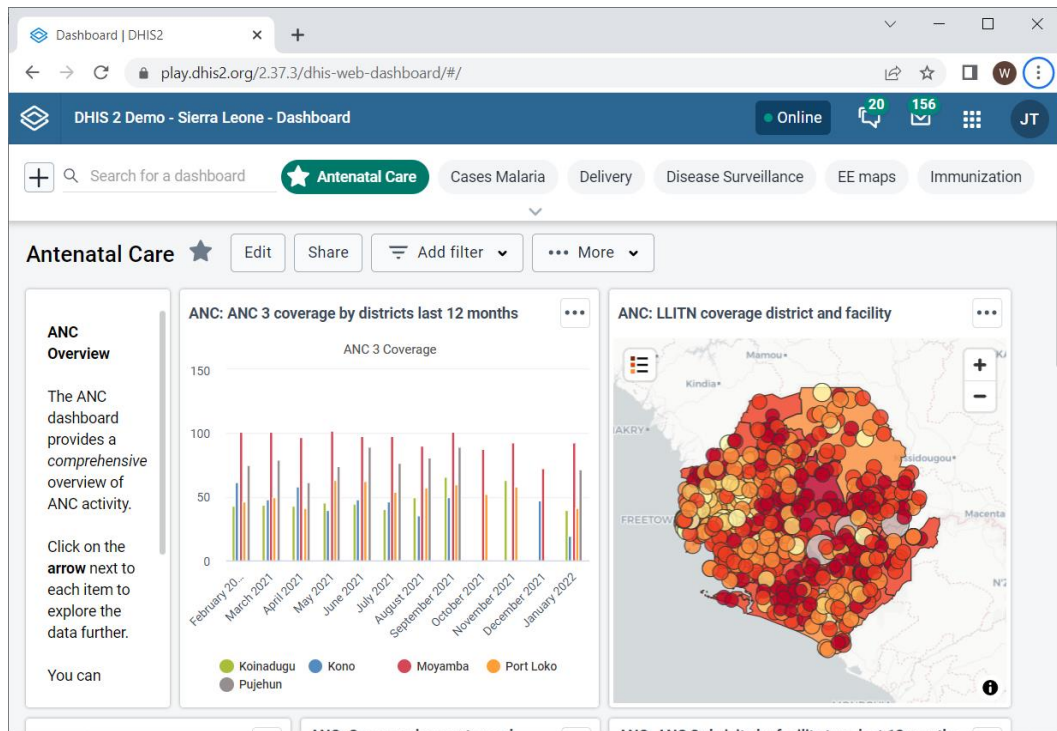 Dashboard | DHIS2
play.dhis2.org/2.37.3/dhis-web-dashboard/#/
W
DHIS 2 Demo - Sierra Leone - Dashboard
Online
20
156
JT
Search for a dashboard
Antenatal Care
Cases Malaria
Delivery
Disease Surveillance
EE maps
Immunization
Antenatal Care
Edit
Share
Add filter
More
ANC
Overview
The ANC
dashboard
provides a
comprehensive
overview of
ANC activity.
Click on the
arrow next to
each item to
explore the
data further.
You can
ANC: ANC 3 coverage by districts last 12 months
ANC 3 Coverage
150
100
50
0
February 20...
March 2021
April 2021
May 2021
June 2021
July 2021
August 2021
September 2021
October 2021
November 2021
December 2021
January 2022
Koinadugu
Kono
Moyamba
Port Loko
Pujehun
ANC: LLITN coverage district and facility
Mamou
Kindia
AKRY
FREETOW
Macenta